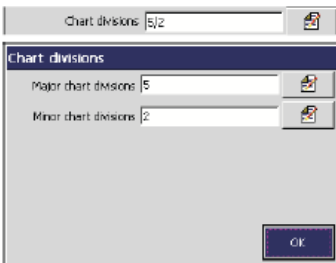 Chart divisions 5/2
Chart divisions
Major chart divisions 5
Minor chart divisions 2
OK